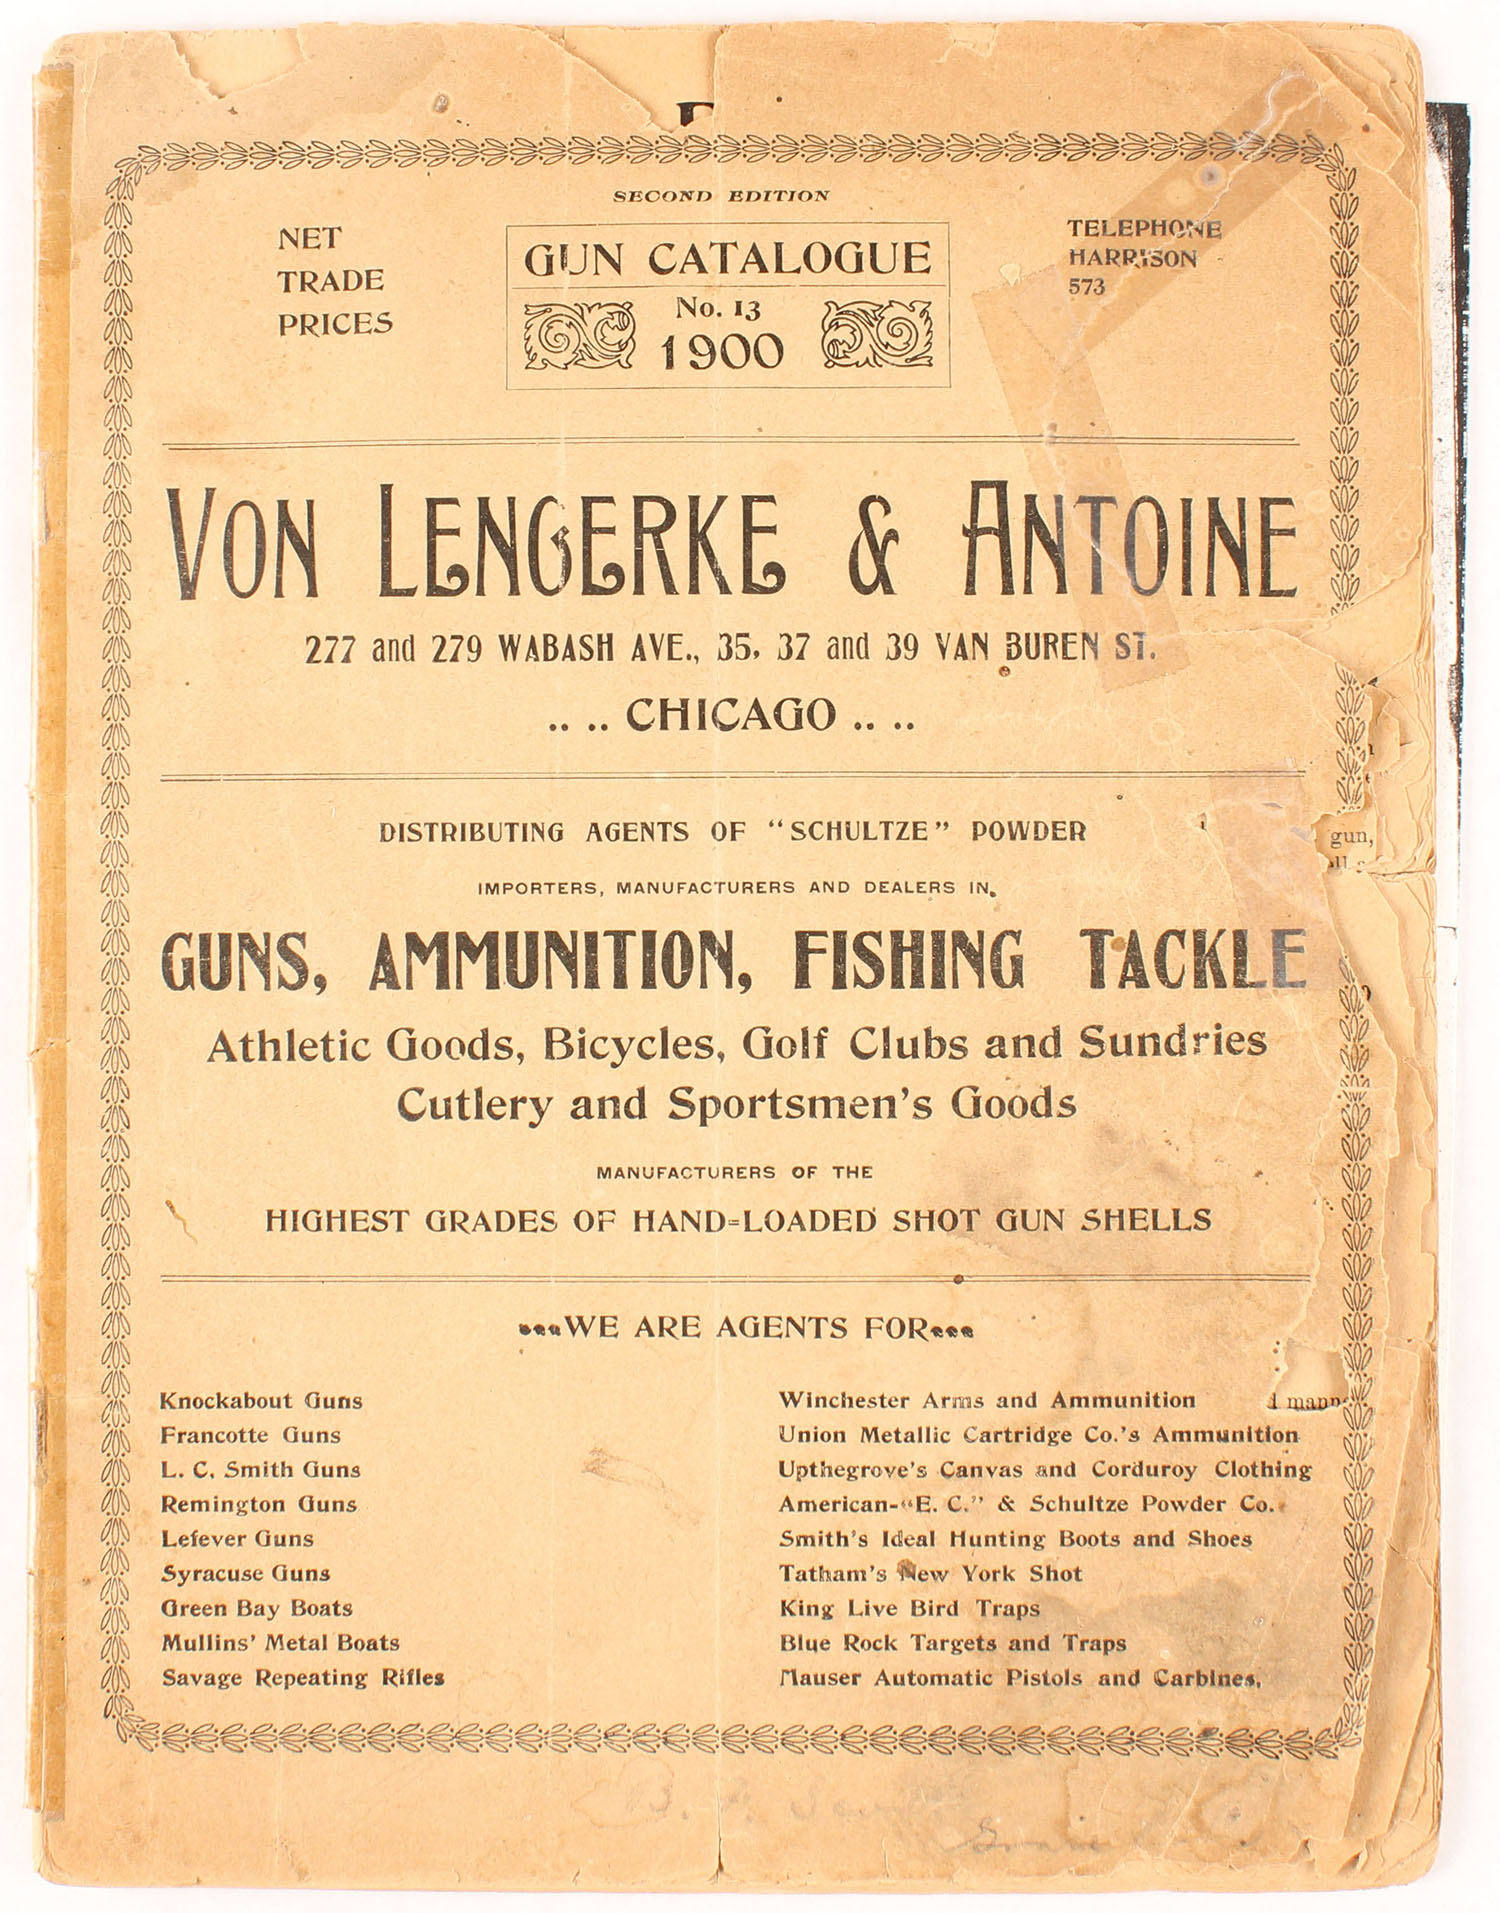 SECOND EDITION
NET
TRADE
PRICES
GUN CATALOGUE
No. 13
1900
TELEPHONE
HARRISON
573
VON LENGERKE & ANTOINE
277 and 279 WABASH AVE., 35, 37 and 39 VAN BUREN ST.
.. .. CHICAGO .. ..
DISTRIBUTING AGENTS OF "SCHULTZE" POWDER
IMPORTERS, MANUFACTURERS AND DEALERS IN
GUNS, AMMUNITION, FISHING TACKLE
Athletic Goods, Bicycles, Golf Clubs and Sundries
Cutlery and Sportsmen's Goods
MANUFACTURERS OF THE
HIGHEST GRADES OF HAND=LOADED SHOT GUN SHELLS
WE ARE AGENTS FOR
Knockabout Guns
Francotte Guns
L. C. Smith Guns
Remington Guns
Lefever Guns
Syracuse Guns
Green Bay Boats
Mullins' Metal Boats
Savage Repeating Rifles
Winchester Arms and Ammunition
Union Metallic Cartridge Co.'s Ammunition
Upthegrove's Canvas and Corduroy Clothing
American-"E. C." & Schultze Powder Co.
Smith's Ideal Hunting Boots and Shoes
Tatham's New York Shot
King Live Bird Traps
Blue Rock Targets and Traps
Mauser Automatic Pistols and Carbines,
gun,